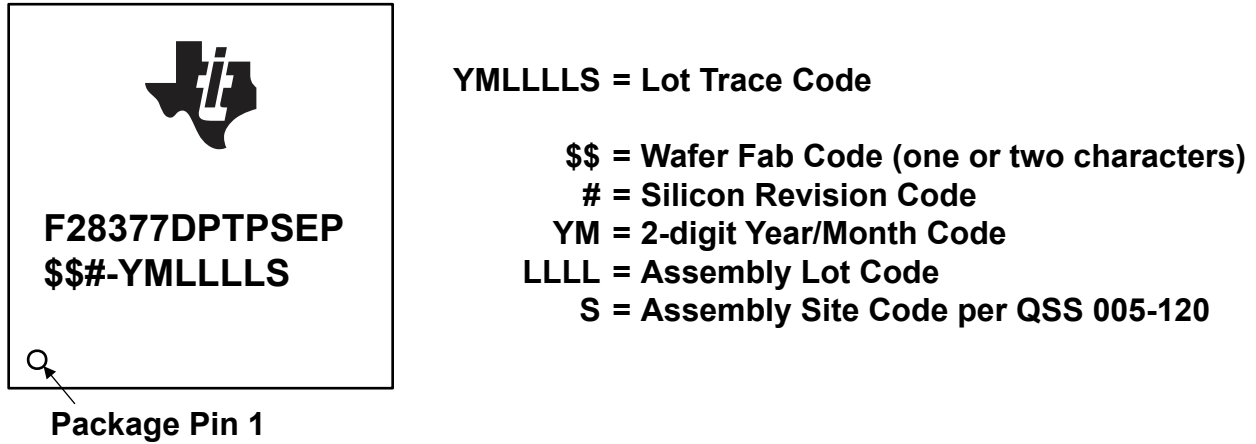 F28377DPTPSEP
$$#-YMLLLLS
Package Pin 1
YMLLLLS = Lot Trace Code
$$ = Wafer Fab Code (one or two characters)
# = Silicon Revision Code
YM = 2-digit Year/Month Code
LLLL = Assembly Lot Code
S = Assembly Site Code per QSS 005-120